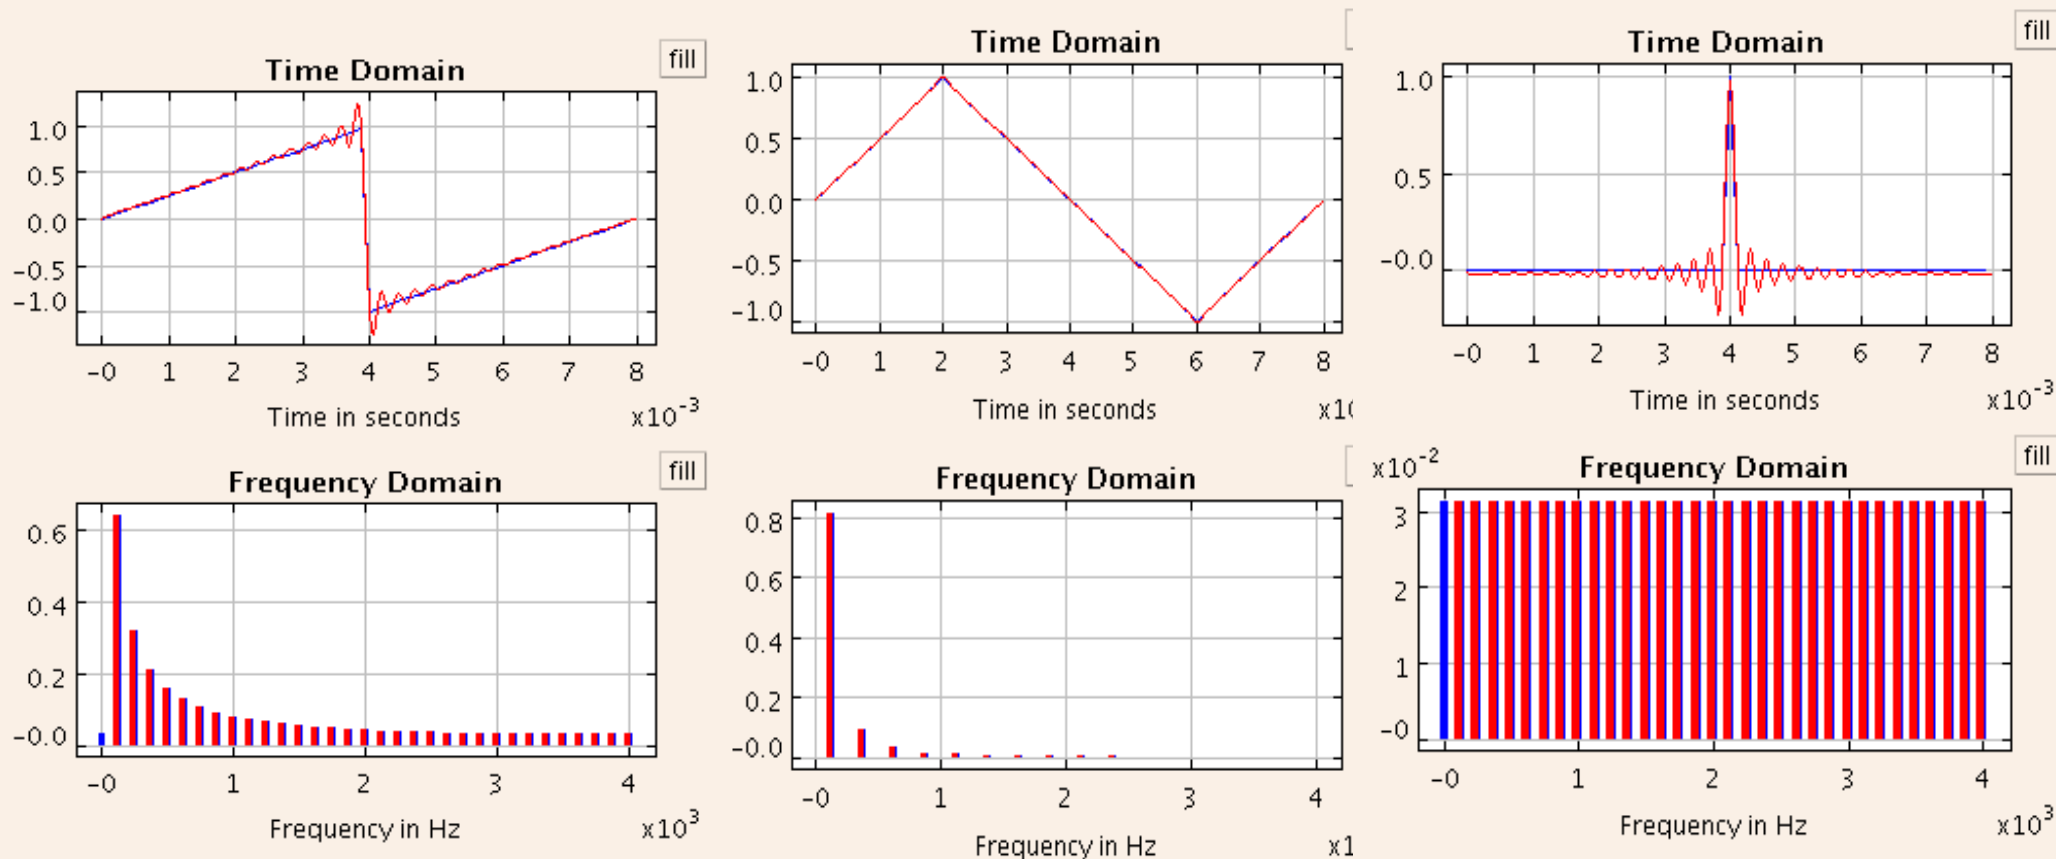 Time Domain
fill
1.0
0.5
0.0
−0.5
−1.0
−0 1 2 3 4 5 6 7 8
Time in seconds
x10⁻³
Time Domain
1.0
0.5
0.0
−0.5
−1.0
−0 1 2 3 4 5 6 7 8
Time in seconds
x10
Time Domain
fill
1.0
0.5
−0.0
−0 1 2 3 4 5 6 7 8
Time in seconds
x10⁻³
Frequency Domain
fill
0.6
0.4
0.2
−0.0
−0 1 2 3 4
Frequency in Hz
x10³
Frequency Domain
0.8
0.6
0.4
0.2
−0.0
−0 1 2 3 4
Frequency in Hz
x1
x10⁻²
Frequency Domain
fill
3
2
1
−0
−0 1 2 3 4
Frequency in Hz
x10³